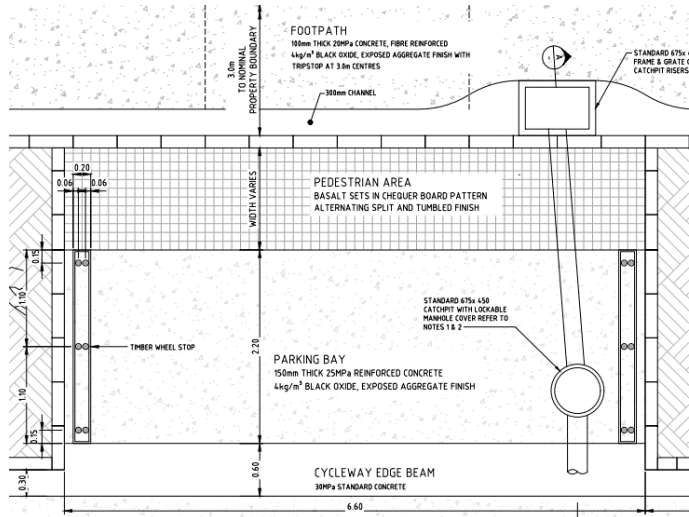 FOOTPATH
100mm THICK 20MPa CONCRETE, FIBRE REINFORCED
4kg/m³ BLACK OXIDE, EXPOSED AGGREGATE FINISH WITH
TRIPSTOP AT 3.0m CENTRES
3.0m
TO NOMINAL
PROPERTY BOUNDARY
300mm CHANNEL
A
-
STANDARD 675x
FRAME & GRATE
CATCHPIT RISERS
0.20
0.06
0.06
WIDTH VARIES
PEDESTRIAN AREA
BASALT SETS IN CHEQUER BOARD PATTERN
ALTERNATING SPLIT AND TUMBLED FINISH
0.15
1.10
STANDARD 675x 450
CATCHPIT WITH LOCKABLE
MANHOLE COVER REFER TO
NOTES 1 & 2
TIMBER WHEEL STOP
2.20
PARKING BAY
150mm THICK 25MPa REINFORCED CONCRETE
4kg/m³ BLACK OXIDE, EXPOSED AGGREGATE FINISH
1.10
0.15
0.30
0.60
CYCLEWAY EDGE BEAM
30MPa STANDARD CONCRETE
6.60